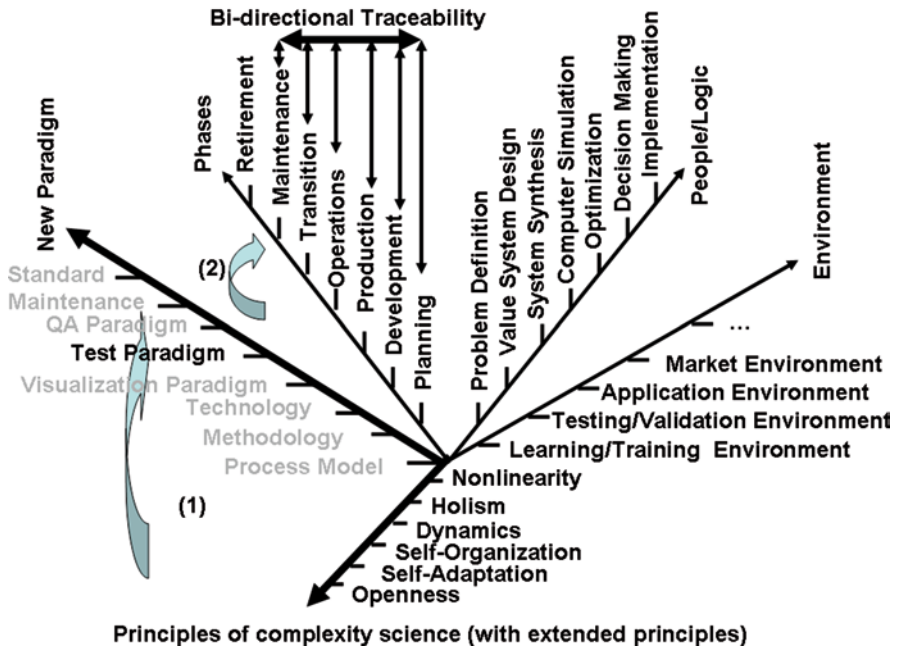 Bi-directional Traceability
New Paradigm
Standard
Maintenance
QA Paradigm
Test Paradigm
Visualization Paradigm
Technology
Methodology
Process Model
(1)
(2)
Phases
Retirement
Maintenance
Transition
Operations
Production
Development
Planning
Problem Definition
Value System Design
System Synthesis
Computer Simulation
Optimization
Decision Making
Implementation
People/Logic
Environment
...
Market Environment
Application Environment
Testing/Validation Environment
Learning/Training Environment
Nonlinearity
Holism
Dynamics
Self-Organization
Self-Adaptation
Openness
Principles of complexity science (with extended principles)